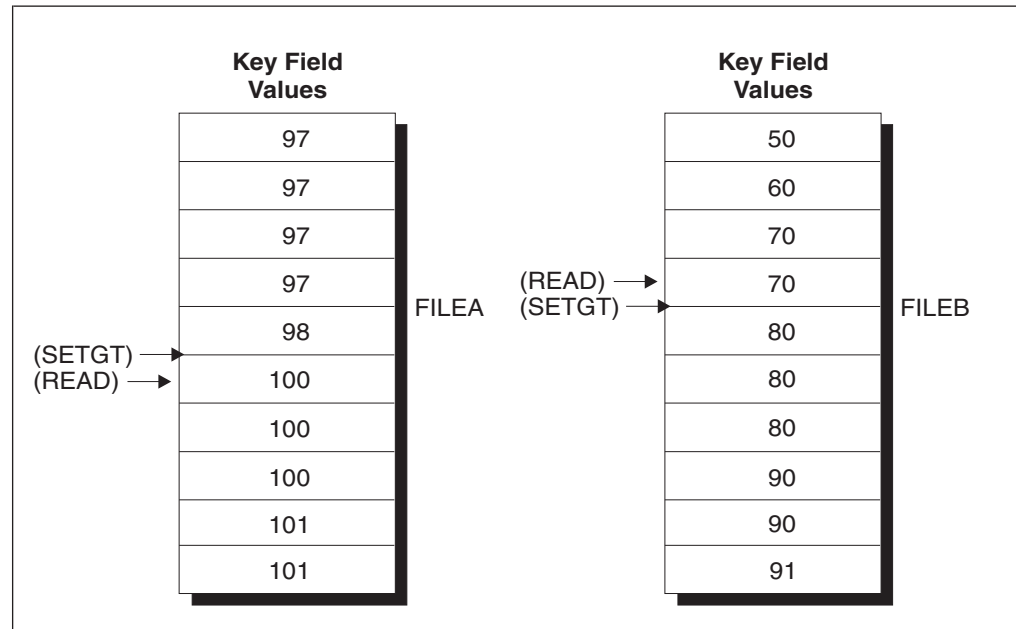 Key Field
Values
97
97
97
97
98
100
100
100
101
101
FILEA
(SETGT)
(READ)
Key Field
Values
50
60
70
70
80
80
80
90
90
91
FILEB
(READ)
(SETGT)